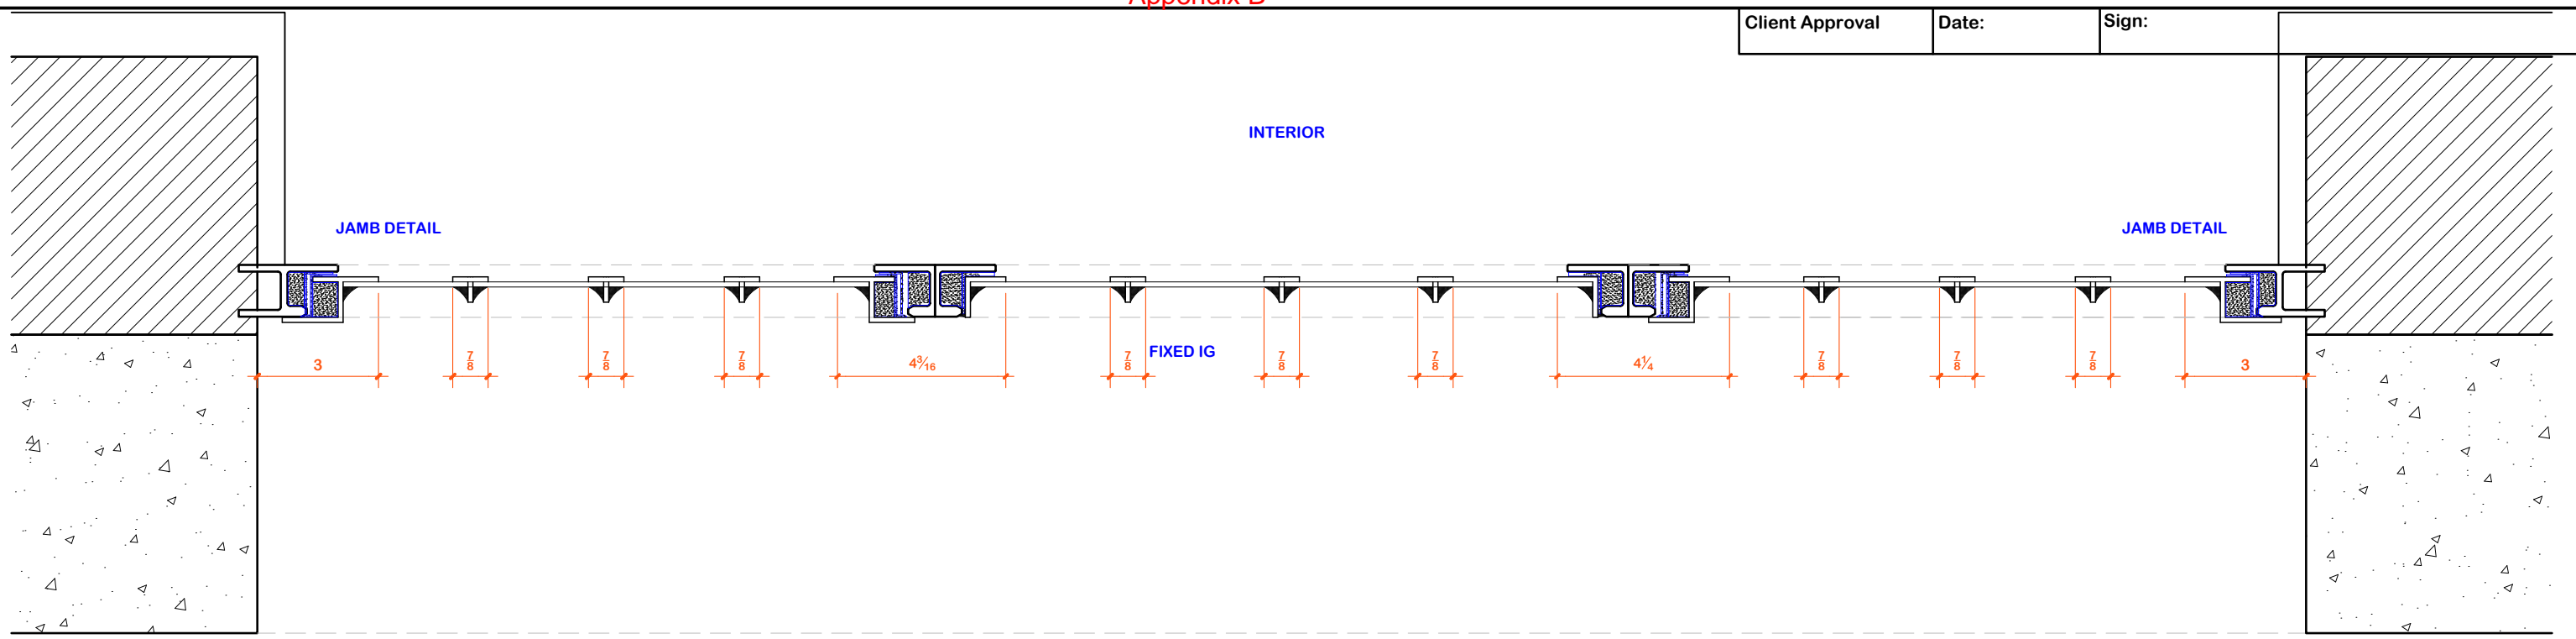 Appendix B
Client Approval Date: Sign:
INTERIOR
JAMB DETAIL JAMB DETAIL
FIXED IG
3 7/8 7/8 7/8 4 3/16 7/8 7/8 7/8 4 1/4 7/8 7/8 7/8 3